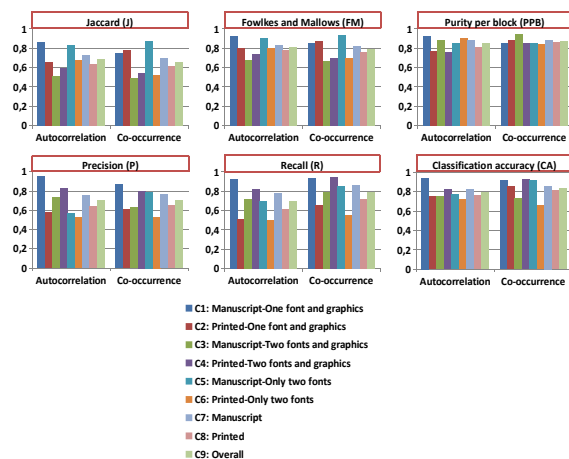 Jaccard (J)
Fowlkes and Mallows (FM)
Purity per block (PPB)
1
0,8
0,6
0,4
0,2
0
Autocorrelation Co-occurrence
1
0,8
0,6
0,4
0,2
0
Autocorrelation Co-occurrence
1
0,8
0,6
0,4
0,2
0
Autocorrelation Co-occurrence
Precision (P)
Recall (R)
Classification accuracy (CA)
1
0,8
0,6
0,4
0,2
0
Autocorrelation Co-occurrence
1
0,8
0,6
0,4
0,2
0
Autocorrelation Co-occurrence
1
0,8
0,6
0,4
0,2
0
Autocorrelation Co-occurrence
C1: Manuscript-One font and graphics
C2: Printed-One font and graphics
C3: Manuscript-Two fonts and graphics
C4: Printed-Two fonts and graphics
C5: Manuscript-Only two fonts
C6: Printed-Only two fonts
C7: Manuscript
C8: Printed
C9: Overall